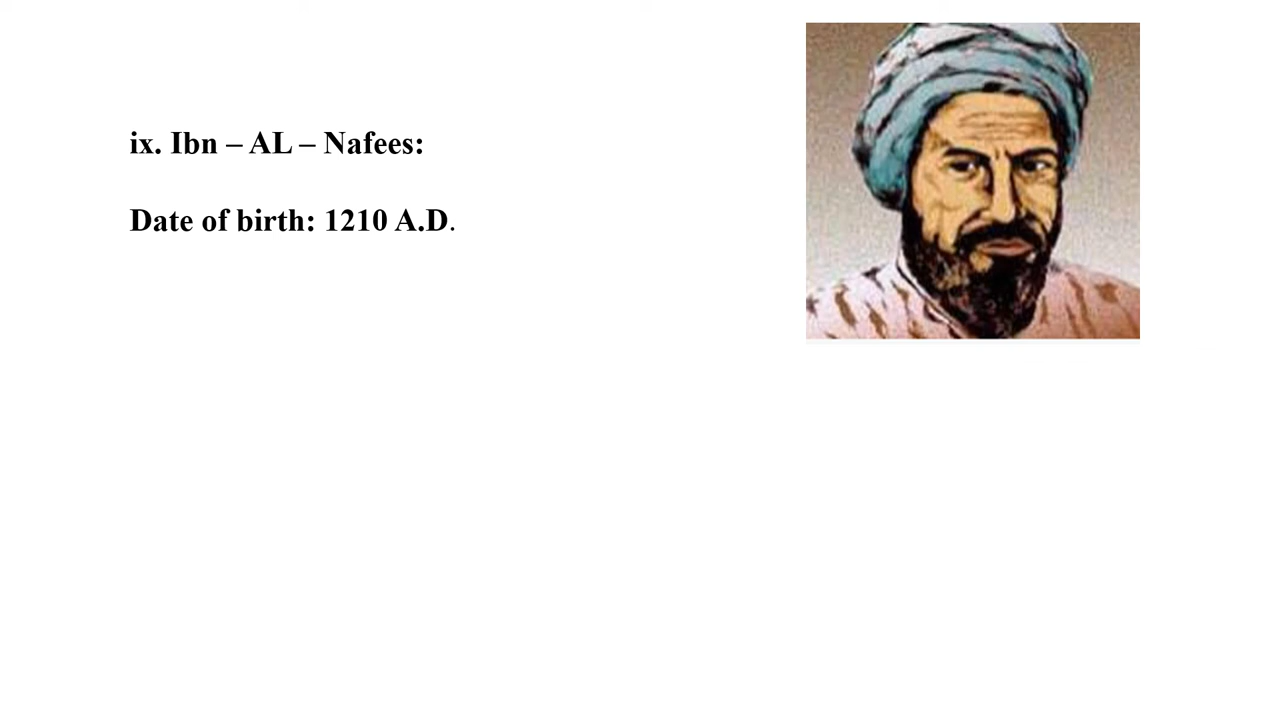 ix. Ibn – AL – Nafees:
Date of birth: 1210 A.D.